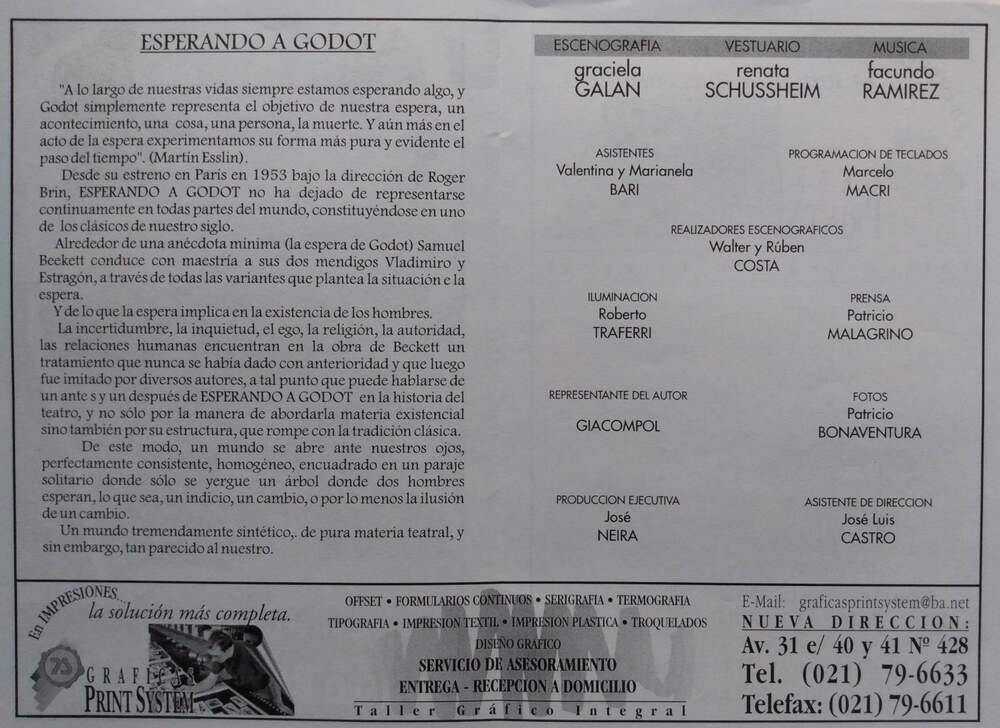 ESPERANDO A GODOT
"A lo largo de nuestras vidas siempre estamos esperando algo, y
Godot simplemente representa el objetivo de nuestra espera, un
acontecimiento, una cosa, una persona, la muerte. Y aún más en el
acto de la espera experimentamos su forma más pura y evidente el
paso del tiempo". (Martín Esslin).
Desde su estreno en París en 1953 bajo la dirección de Roger
Brin, ESPERANDO A GODOT no ha dejado de representarse
continuamente en todas partes del mundo, constituyéndose en uno
de los clásicos de nuestro siglo.
Alrededor de una anécdota mínima (la espera de Godot) Samuel
Beekett conduce con maestría a sus dos mendigos Vladimiro y
Estragón, a través de todas las variantes que plantea la situación e la
espera.
Y de lo que la espera implica en la existencia de los hombres.
La incertidumbre, la inquietud, el ego, la religión, la autoridad,
las relaciones humanas encuentran en la obra de Beckett un
tratamiento que nunca se había dado con anterioridad y que luego
fue imitado por diversos autores, a tal punto que puede hablarse de
un ante s y un después de ESPERANDO A GODOT en la historia del
teatro, y no sólo por la manera de abordarla materia existencial
sino también por su estructura, que rompe con la tradición clásica.
De este modo, un mundo se abre ante nuestros ojos,
perfectamente consistente, homogéneo, encuadrado en un paraje
solitario donde sólo se yergue un árbol donde dos hombres
esperan, lo que sea, un indicio, un cambio, o por lo menos la ilusión
de un cambio.
Un mundo tremendamente sintético,. de pura materia teatral, y
sin embargo, tan parecido al nuestro.
ESCENOGRAFIA VESTUARIO MUSICA
graciela renata facundo
GALAN SCHUSSHEIM RAMIREZ
ASISTENTES PROGRAMACION DE TECLADOS
Valentina y Marianela Marcelo
BARI MACRI
REALIZADORES ESCENOGRAFICOS
Walter y Rúben
COSTA
ILUMINACION PRENSA
Roberto Patricio
TRAFERRI MALAGRINO
REPRESENTANTE DEL AUTOR FOTOS
Patricio
GIACOMPOL BONAVENTURA
PRODUCCION EJECUTIVA ASISTENTE DE DIRECCION
José José Luis
NEIRA CASTRO
En IMPRESIONES...
la solución más completa.
GRAFICAS
PRINT SYSTEM
OFFSET • FORMULARIOS CONTINUOS • SERIGRAFIA • TERMOGRAFIA
TIPOGRAFIA • IMPRESION TEXTIL • IMPRESION PLASTICA • TROQUELADOS
DISEÑO GRAFICO
SERVICIO DE ASESORAMIENTO
ENTREGA - RECEPCION A DOMICILIO
Taller Gráfico Integral
E-Mail: graficasprintsystem@ba.net
NUEVA DIRECCION:
Av. 31 e/ 40 y 41 Nº 428
Tel. (021) 79-6633
Telefax: (021) 79-6611